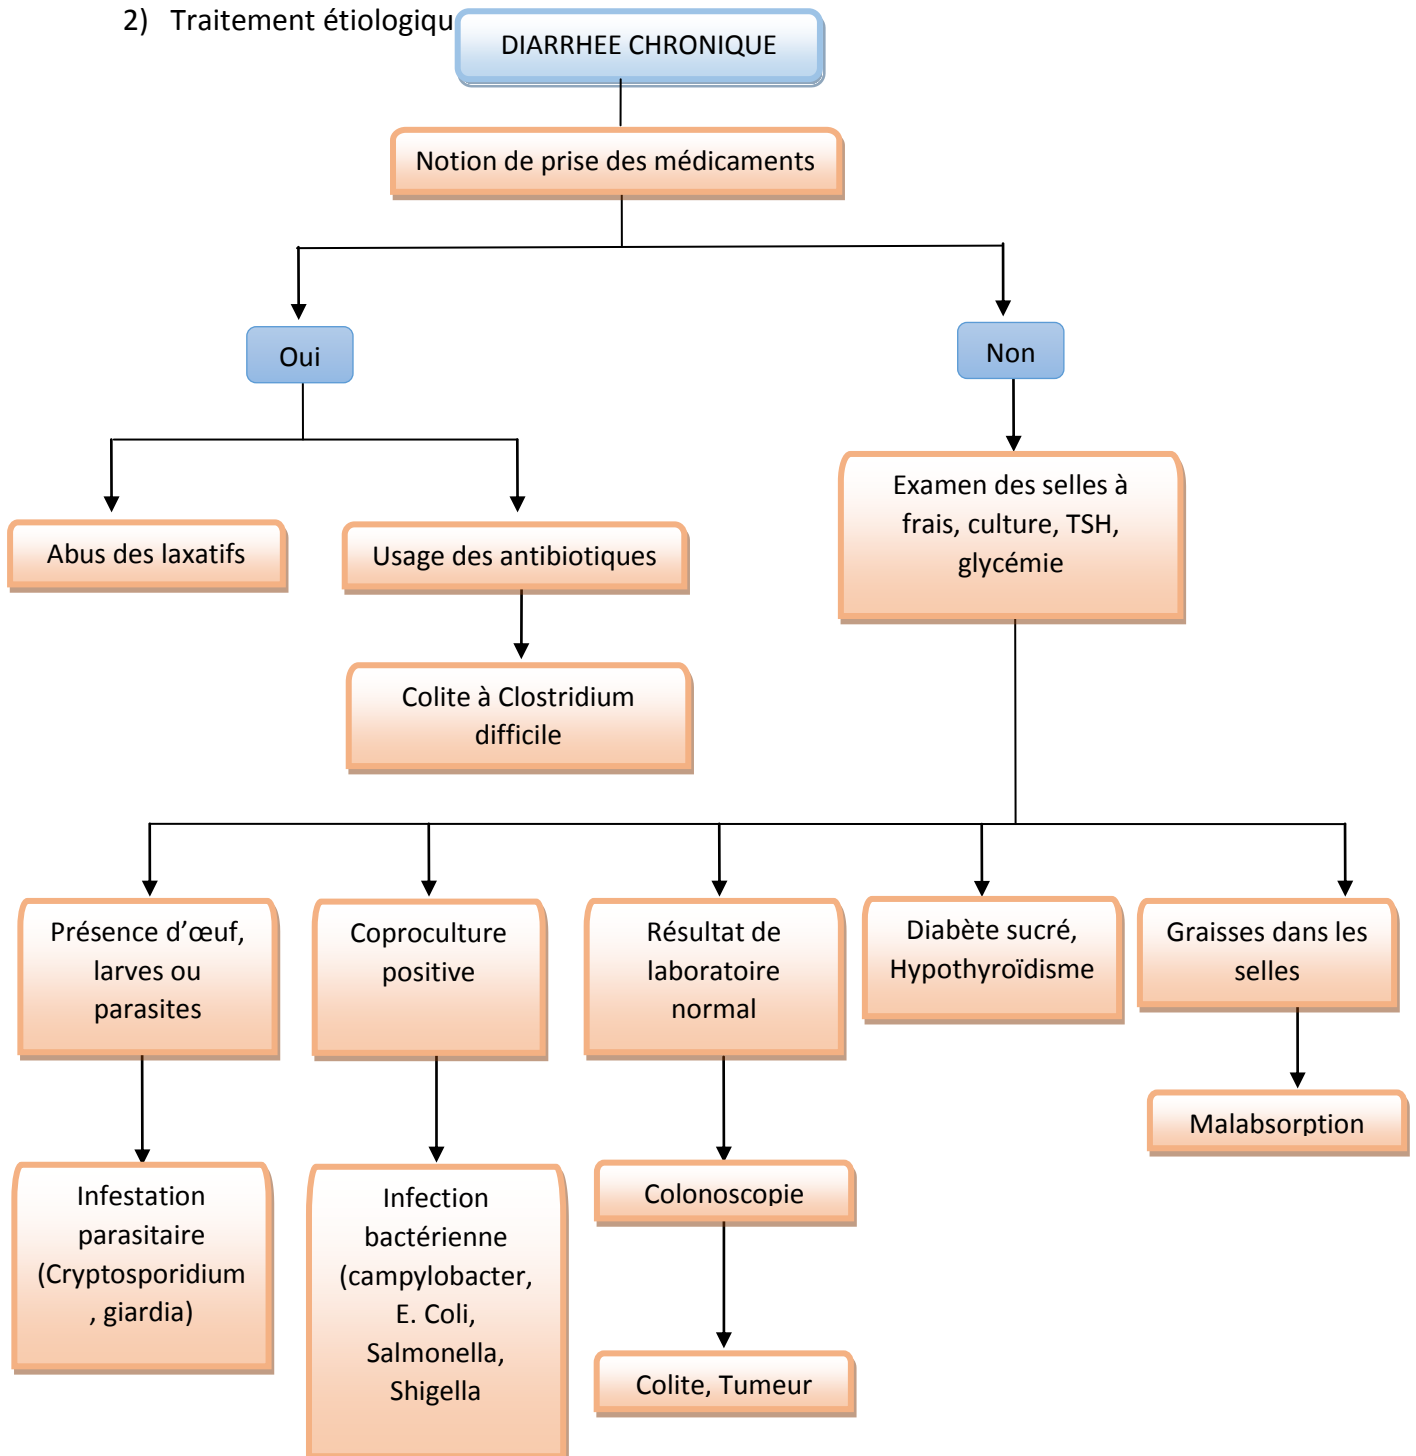 2) Traitement étiologiqu
DIARRHEE CHRONIQUE
Notion de prise des médicaments
Oui
Non
Abus des laxatifs
Usage des antibiotiques
Examen des selles à
frais, culture, TSH,
glycémie
Colite à Clostridium
difficile
Présence d’œuf,
larves ou
parasites
Coproculture
positive
Résultat de
laboratoire
normal
Diabète sucré,
Hypothyroïdisme
Graisses dans les
selles
Malabsorption
Infestation
parasitaire
(Cryptosporidium
, giardia)
Infection
bactérienne
(campylobacter,
E. Coli,
Salmonella,
Shigella
Colonoscopie
Colite, Tumeur